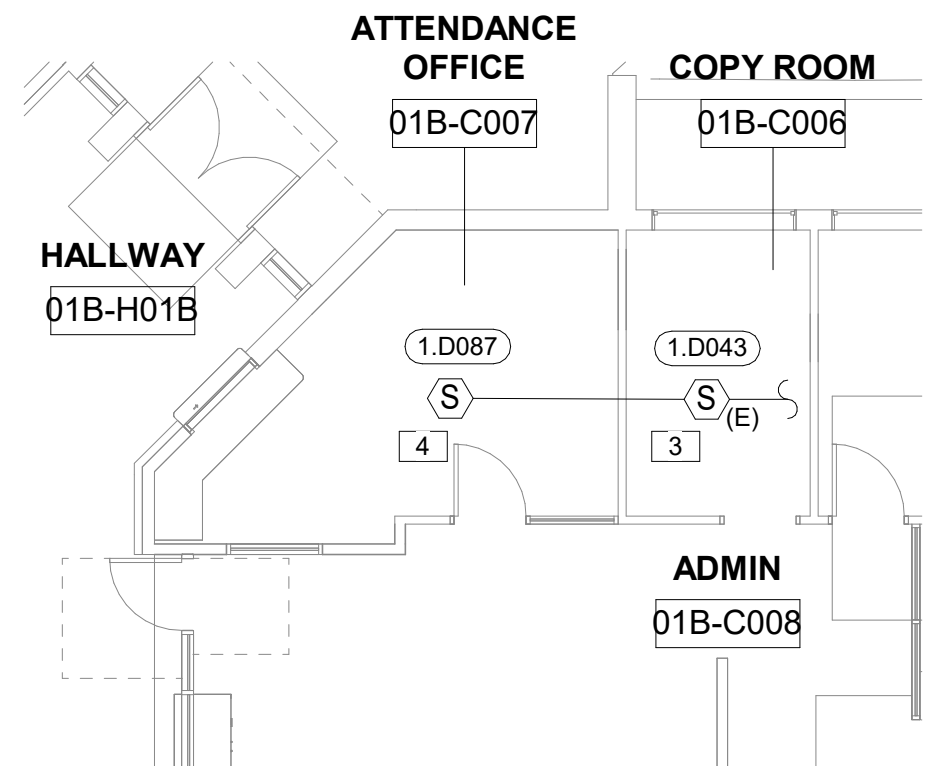 ATTENDANCE
OFFICE
01B-C007
COPY ROOM
01B-C006
HALLWAY
01B-H01B
1.D087
S
4
1.D043
S
(E)
3
ADMIN
01B-C008